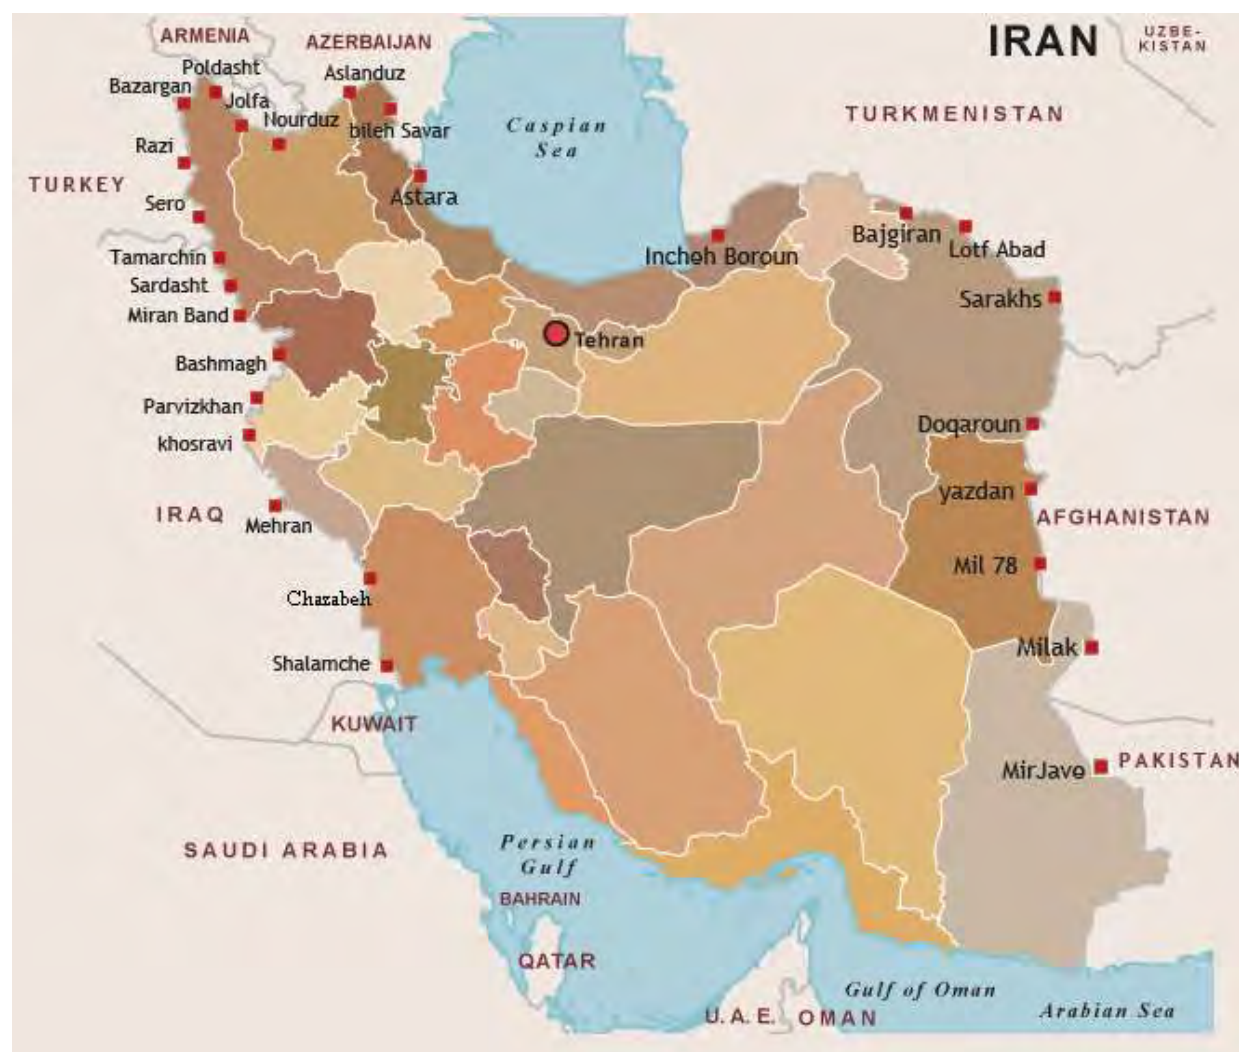 IRAN
UZBE-
KISTAN
ARMENIA
AZERBAIJAN
Poldasht
Aslanduz
Bazargan
Jolfa
Nourduz
bileh Savar
Caspian
Sea
TURKMENISTAN
Razi
TURKEY
Astara
Sero
Bajgiran
Lotf Abad
Tamarchin
Incheh Boroun
Sardasht
Sarakhs
Miran Band
Tehran
Bashmagh
Parvizkhan
khosravi
Doqaroun
yazdan
IRAQ
Mehran
AFGHANISTAN
Mil 78
Chazabeh
Milak
Shalamche
KUWAIT
MirJave
PAKISTAN
SAUDI ARABIA
Persian
Gulf
BAHRAIN
QATAR
Gulf of Oman
Arabian Sea
U.A.E.
OMAN